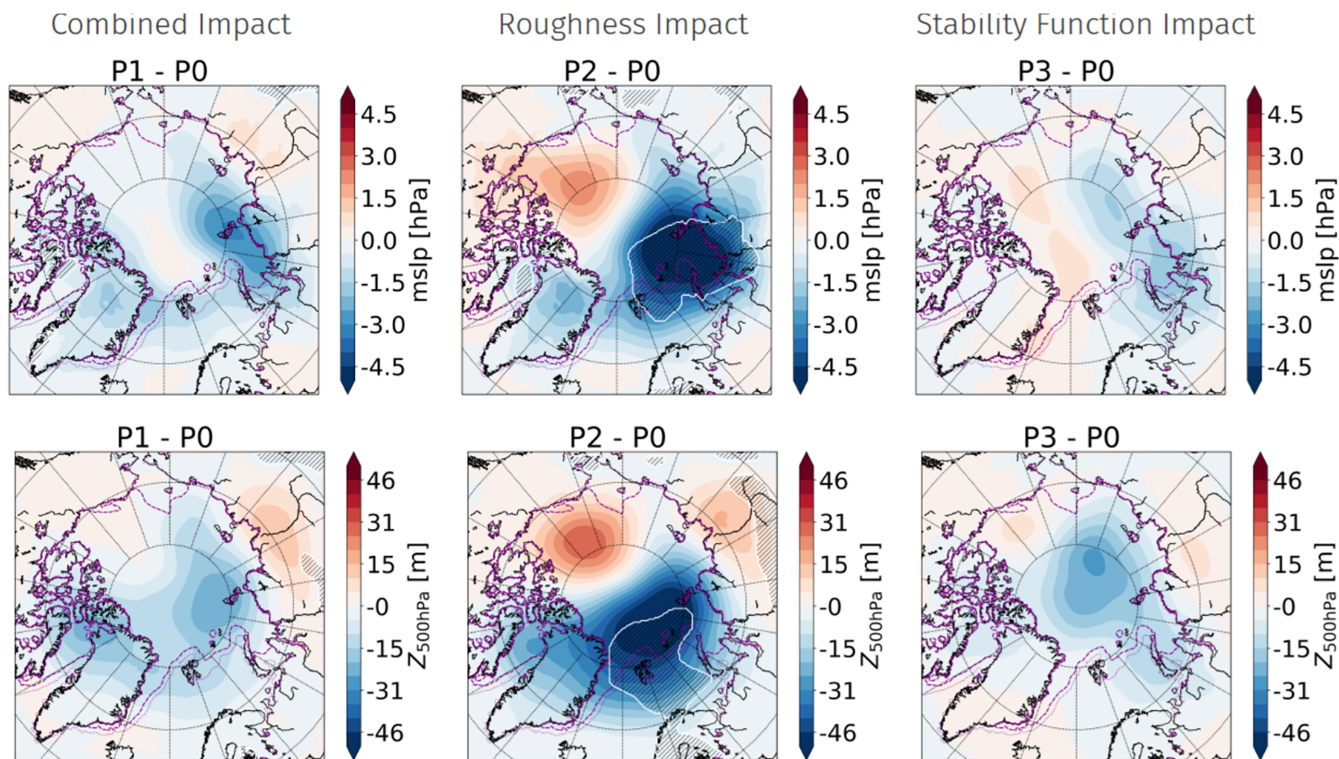 Combined Impact
Roughness Impact
Stability Function Impact
P1 - P0
P2 - P0
P3 - P0
4.5
3.0
1.5
0.0
-1.5
-3.0
-4.5
mslp [hPa]
4.5
3.0
1.5
0.0
-1.5
-3.0
-4.5
mslp [hPa]
4.5
3.0
1.5
0.0
-1.5
-3.0
-4.5
mslp [hPa]
P1 - P0
P2 - P0
P3 - P0
46
31
15
-0
-15
-31
-46
Z500hPa [m]
46
31
15
-0
-15
-31
-46
Z500hPa [m]
46
31
15
-0
-15
-31
-46
Z500hPa [m]